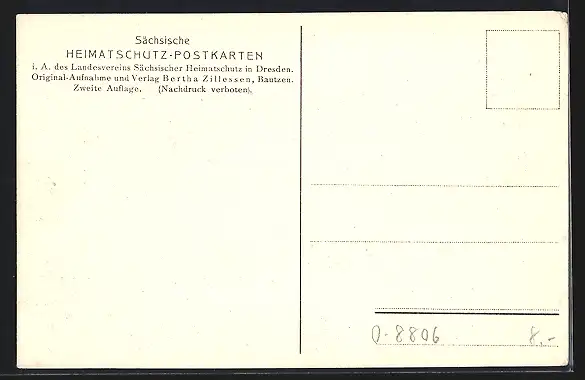 Sächsische
HEIMATSCHUTZ-POSTKARTEN
i. A. des Landesvereins Sächsischer Heimatschutz in Dresden.
Original-Aufnahme und Verlag Bertha Zillessen, Bautzen.
Zweite Auflage. (Nachdruck verboten).
O-8806 8.-